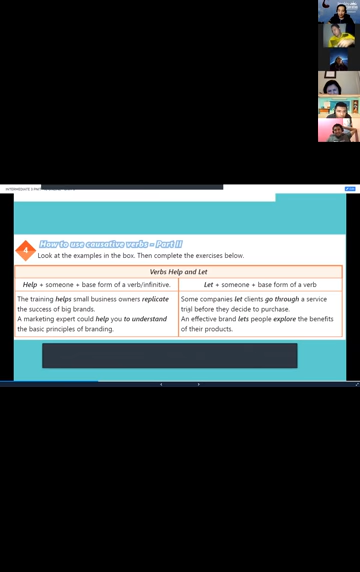 4
How to use causative verbs - Part II
Look at the examples in the box. Then complete the exercises below.
Verbs Help and Let
Help + someone + base form of a verb/infinitive.
The training helps small business owners replicate
the success of big brands.
A marketing expert could help you to understand
the basic principles of branding.
Let + someone + base form of a verb
Some companies let clients go through a service
trial before they decide to purchase.
An effective brand lets people explore the benefits
of their products.